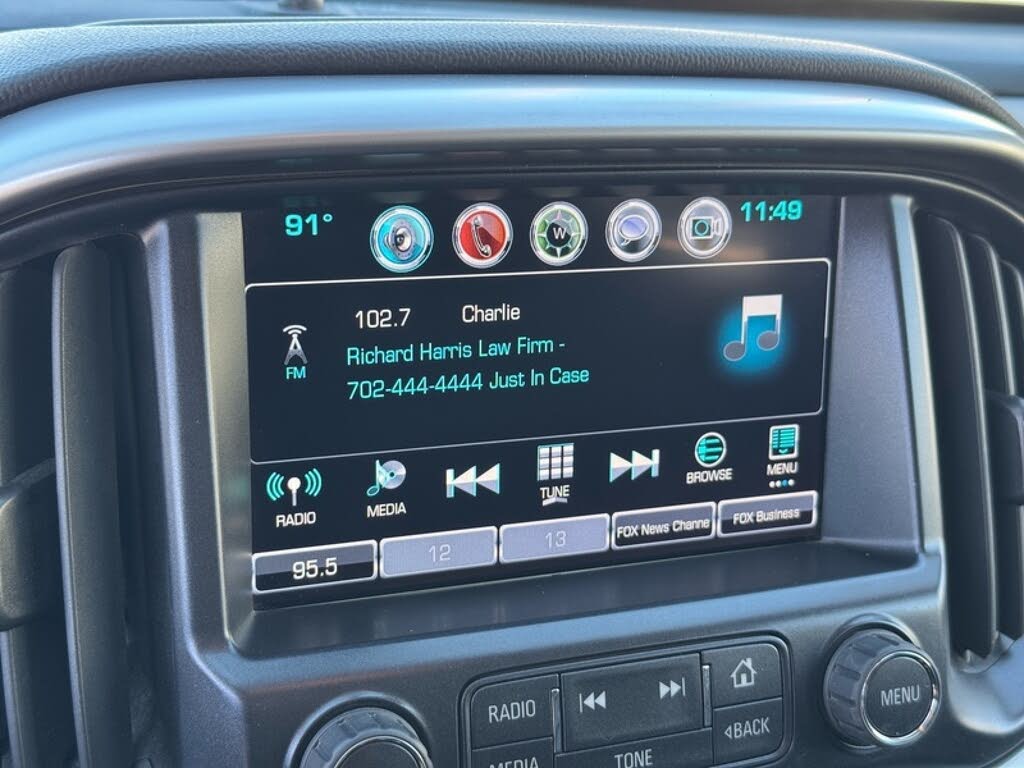 91°
W
11:49
102.7 Charlie
FM
Richard Harris Law Firm -
702-444-4444 Just In Case
RADIO
MEDIA
TUNE
BROWSE
MENU
95.5
12
13
FOX News Channe
FOX Business
RADIO
MENU
BACK
MEDIA
TONE